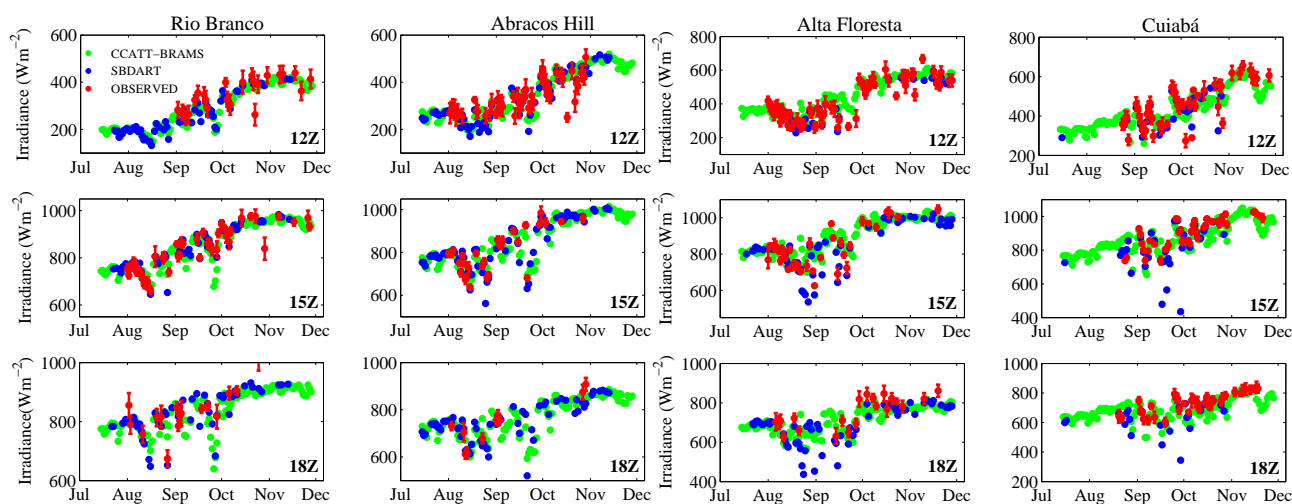 Rio Branco
Abracos Hill
Alta Floresta
Cuiabá
Irradiance (Wm−2)
600
400
200
CCATT−BRAMS
SBDART
OBSERVED
12Z
Jul Aug Sep Oct Nov Dec
600
400
200
12Z
Jul Aug Sep Oct Nov Dec
Irradiance (Wm−2)
800
600
400
200
12Z
Jul Aug Sep Oct Nov Dec
Irradiance (Wm−2)
800
600
400
200
12Z
Jul Aug Sep Oct Nov Dec
Irradiance (Wm−2)
1000
800
600
15Z
Jul Aug Sep Oct Nov Dec
1000
800
600
15Z
Jul Aug Sep Oct Nov Dec
Irradiance (Wm−2)
1000
800
600
400
15Z
Jul Aug Sep Oct Nov Dec
Irradiance (Wm−2)
1000
800
600
400
15Z
Jul Aug Sep Oct Nov Dec
Irradiance(Wm−2)
1000
800
600
18Z
Jul Aug Sep Oct Nov Dec
1000
800
600
18Z
Jul Aug Sep Oct Nov Dec
Irradiance (Wm−2)
1000
800
600
400
18Z
Jul Aug Sep Oct Nov Dec
Irradiance (Wm−2)
1000
800
600
400
200
18Z
Jul Aug Sep Oct Nov Dec